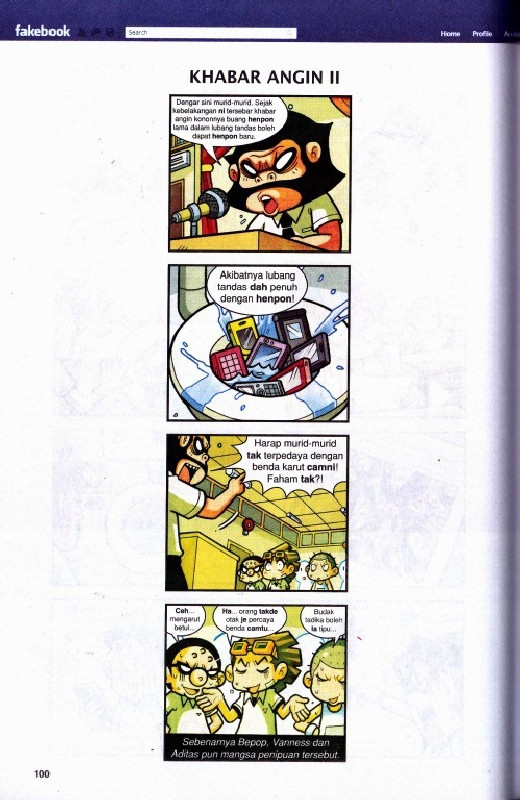 fakebook
Search
Home Profile
KHABAR ANGIN II
Dangar sini murid-murid. Sejak
kebelakangan ni tersebar khabar
angin kononnya buang henpon
lama dalam lubang tandas boleh
dapat henpon baru.
Akibatnya lubang
tandas dah penuh
dengan henpon!
Harap murid-murid
tak terpedaya dengan
benda karut camni!
Faham tak?!
Ceh...
mengarut
betul...
Ha... orang takde
otak je percaya
benda camtu...
Budak
tadika boleh
la tipu...
Sebenarnya Bepop, Vanness dan
Aditas pun mangsa penipuan tersebut.
100